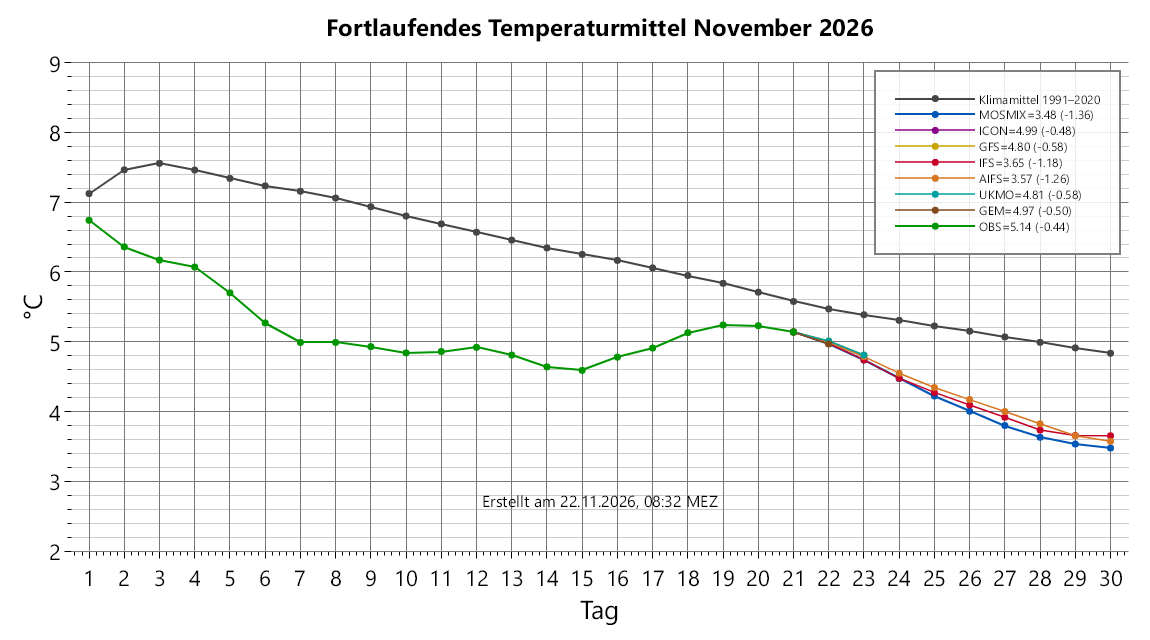 Fortlaufendes Temperaturmittel November 2026
9
8
7
6
5
4
3
2
°C
Klimamittel 1991–2020
MOSMIX=3.48 (-1.36)
ICON=4.99 (-0.48)
GFS=4.80 (-0.58)
IFS=3.65 (-1.18)
AIFS=3.57 (-1.26)
UKMO=4.81 (-0.58)
GEM=4.97 (-0.50)
OBS=5.14 (-0.44)
Erstellt am 22.11.2026, 08:32 MEZ
1 2 3 4 5 6 7 8 9 10 11 12 13 14 15 16 17 18 19 20 21 22 23 24 25 26 27 28 29 30
Tag